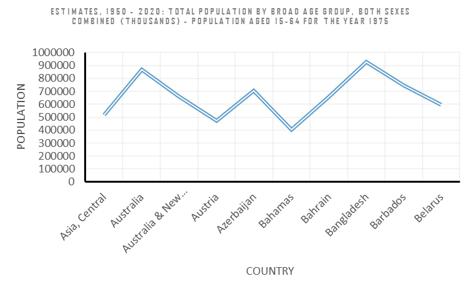 ESTIMATES, 1950 - 2020: TOTAL POPULATION BY BROAD AGE GROUP, BOTH SEXES
COMBINED (THOUSANDS) - POPULATION AGED 15-64 FOR THE YEAR 1975
1000000
900000
800000
700000
600000
500000
400000
300000
200000
100000
0
POPULATION
Asia, Central
Australia
Australia & New...
Austria
Azerbaijan
Bahamas
Bahrain
Bangladesh
Barbados
Belarus
COUNTRY